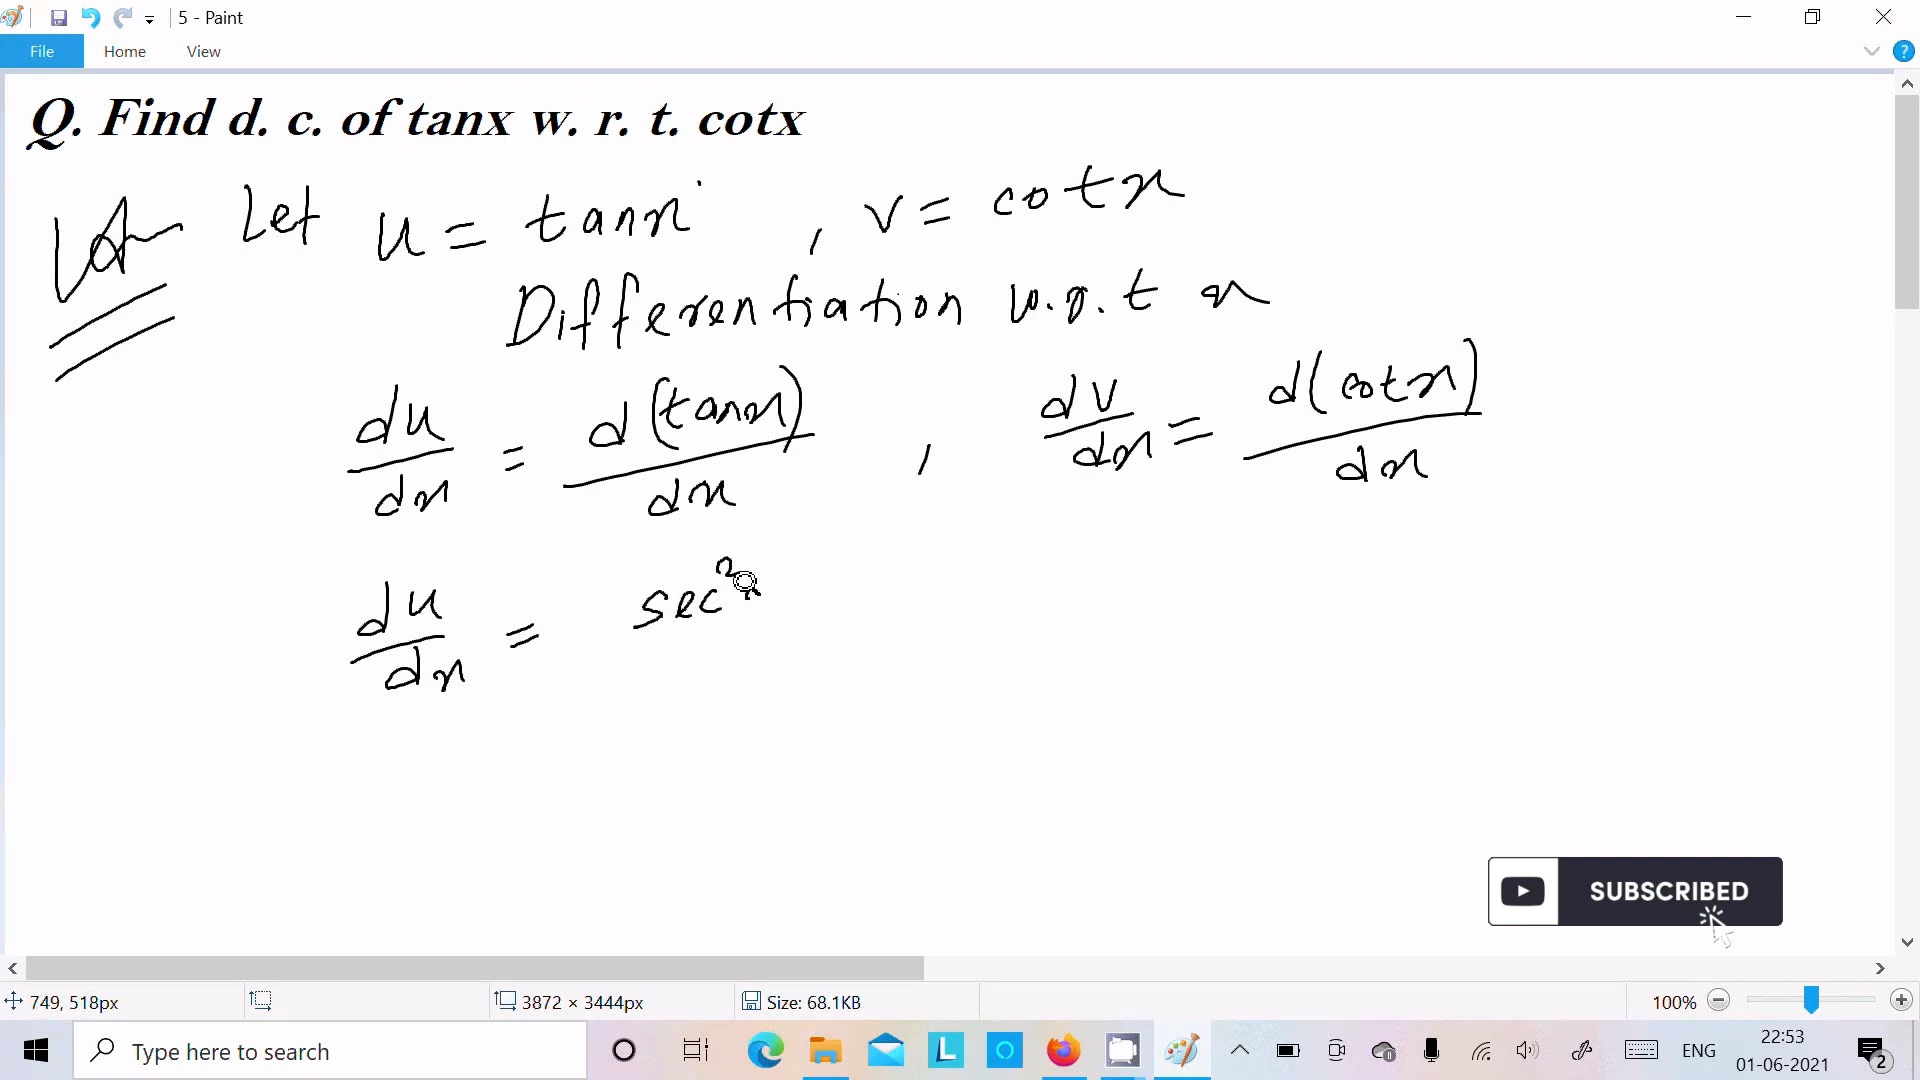 5 - Paint
File Home View
Q. Find d. c. of tanx w. r. t. cotx
Let u = tanx , v = cotx
Differentiation w.r.t x
du/dx = d(tanx)/dx , dv/dx = d(cotx)/dx
du/dx = sec²
SUBSCRIBED
749, 518px 3872 × 3444px Size: 68.1KB 100%
Type here to search L ENG 22:53
01-06-2021 2